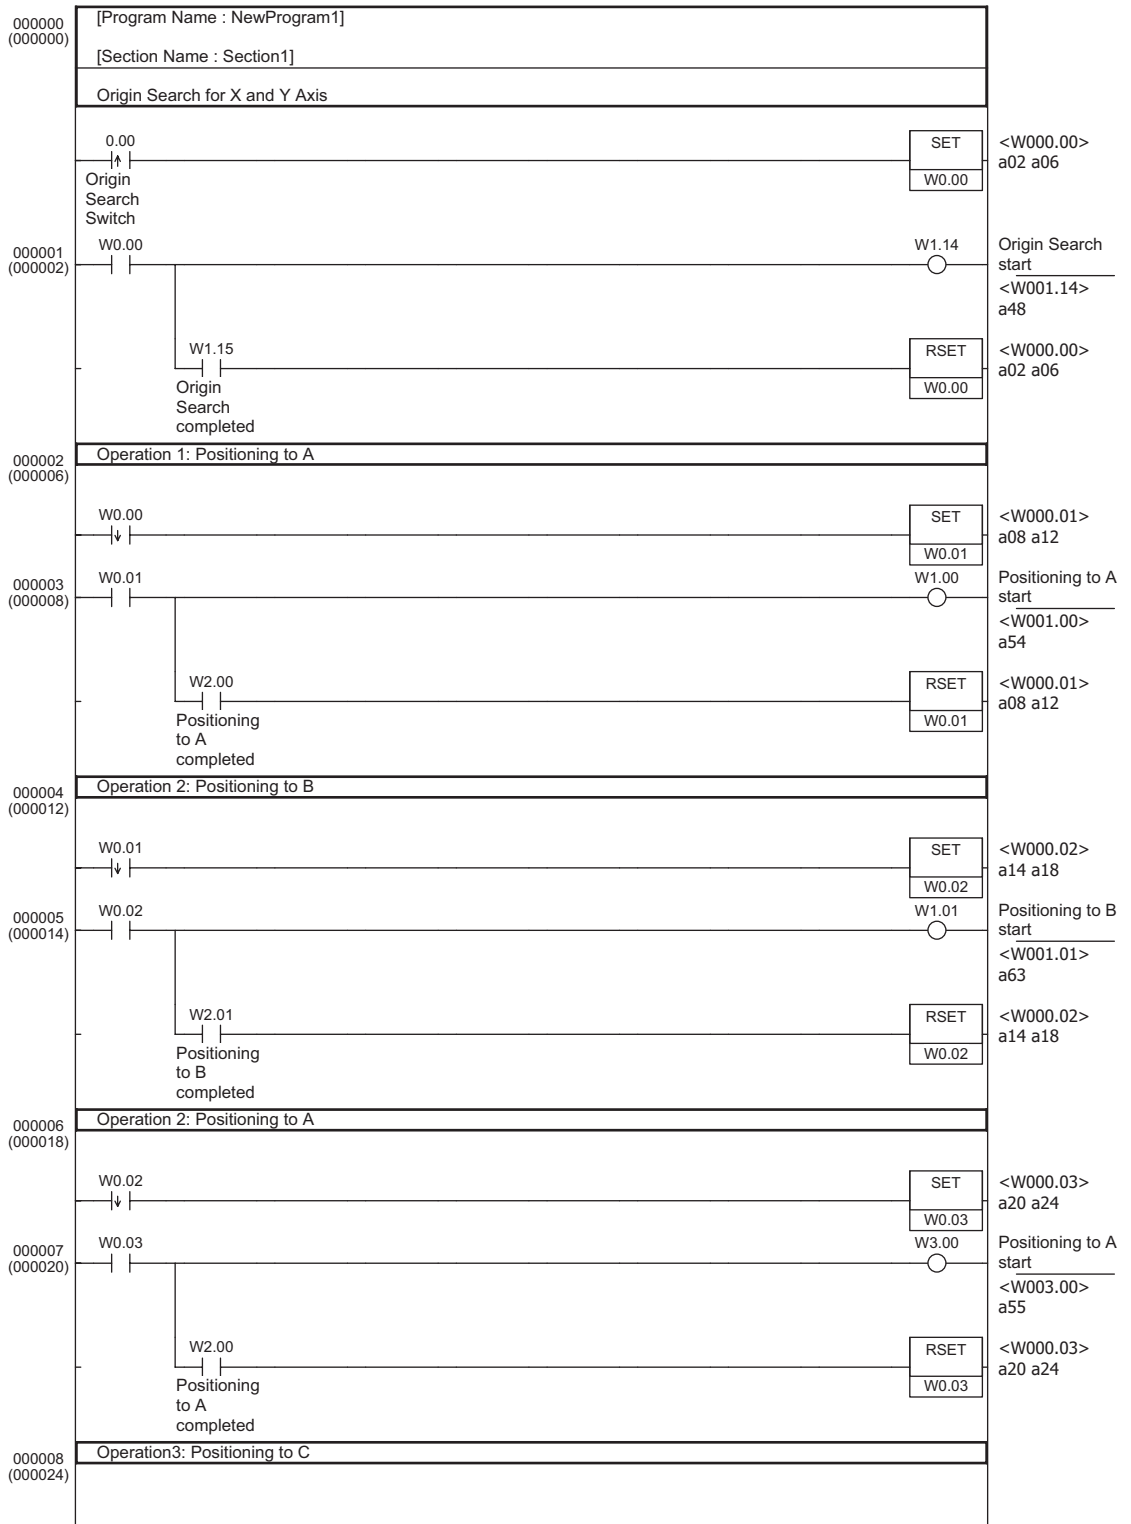 000000
(000000)
[Program Name : NewProgram1]
[Section Name : Section1]
Origin Search for X and Y Axis
0.00
Origin
Search
Switch
SET
W0.00
<W000.00>
a02 a06
000001
(000002)
W0.00
W1.14
Origin Search
start
<W001.14>
a48
W1.15
Origin
Search
completed
RSET
W0.00
<W000.00>
a02 a06
000002
(000006)
Operation 1: Positioning to A
W0.00
SET
W0.01
<W000.01>
a08 a12
000003
(000008)
W0.01
W1.00
Positioning to A
start
<W001.00>
a54
W2.00
Positioning
to A
completed
RSET
W0.01
<W000.01>
a08 a12
000004
(000012)
Operation 2: Positioning to B
W0.01
SET
W0.02
<W000.02>
a14 a18
000005
(000014)
W0.02
W1.01
Positioning to B
start
<W001.01>
a63
W2.01
Positioning
to B
completed
RSET
W0.02
<W000.02>
a14 a18
000006
(000018)
Operation 2: Positioning to A
W0.02
SET
W0.03
<W000.03>
a20 a24
000007
(000020)
W0.03
W3.00
Positioning to A
start
<W003.00>
a55
W2.00
Positioning
to A
completed
RSET
W0.03
<W000.03>
a20 a24
000008
(000024)
Operation3: Positioning to C